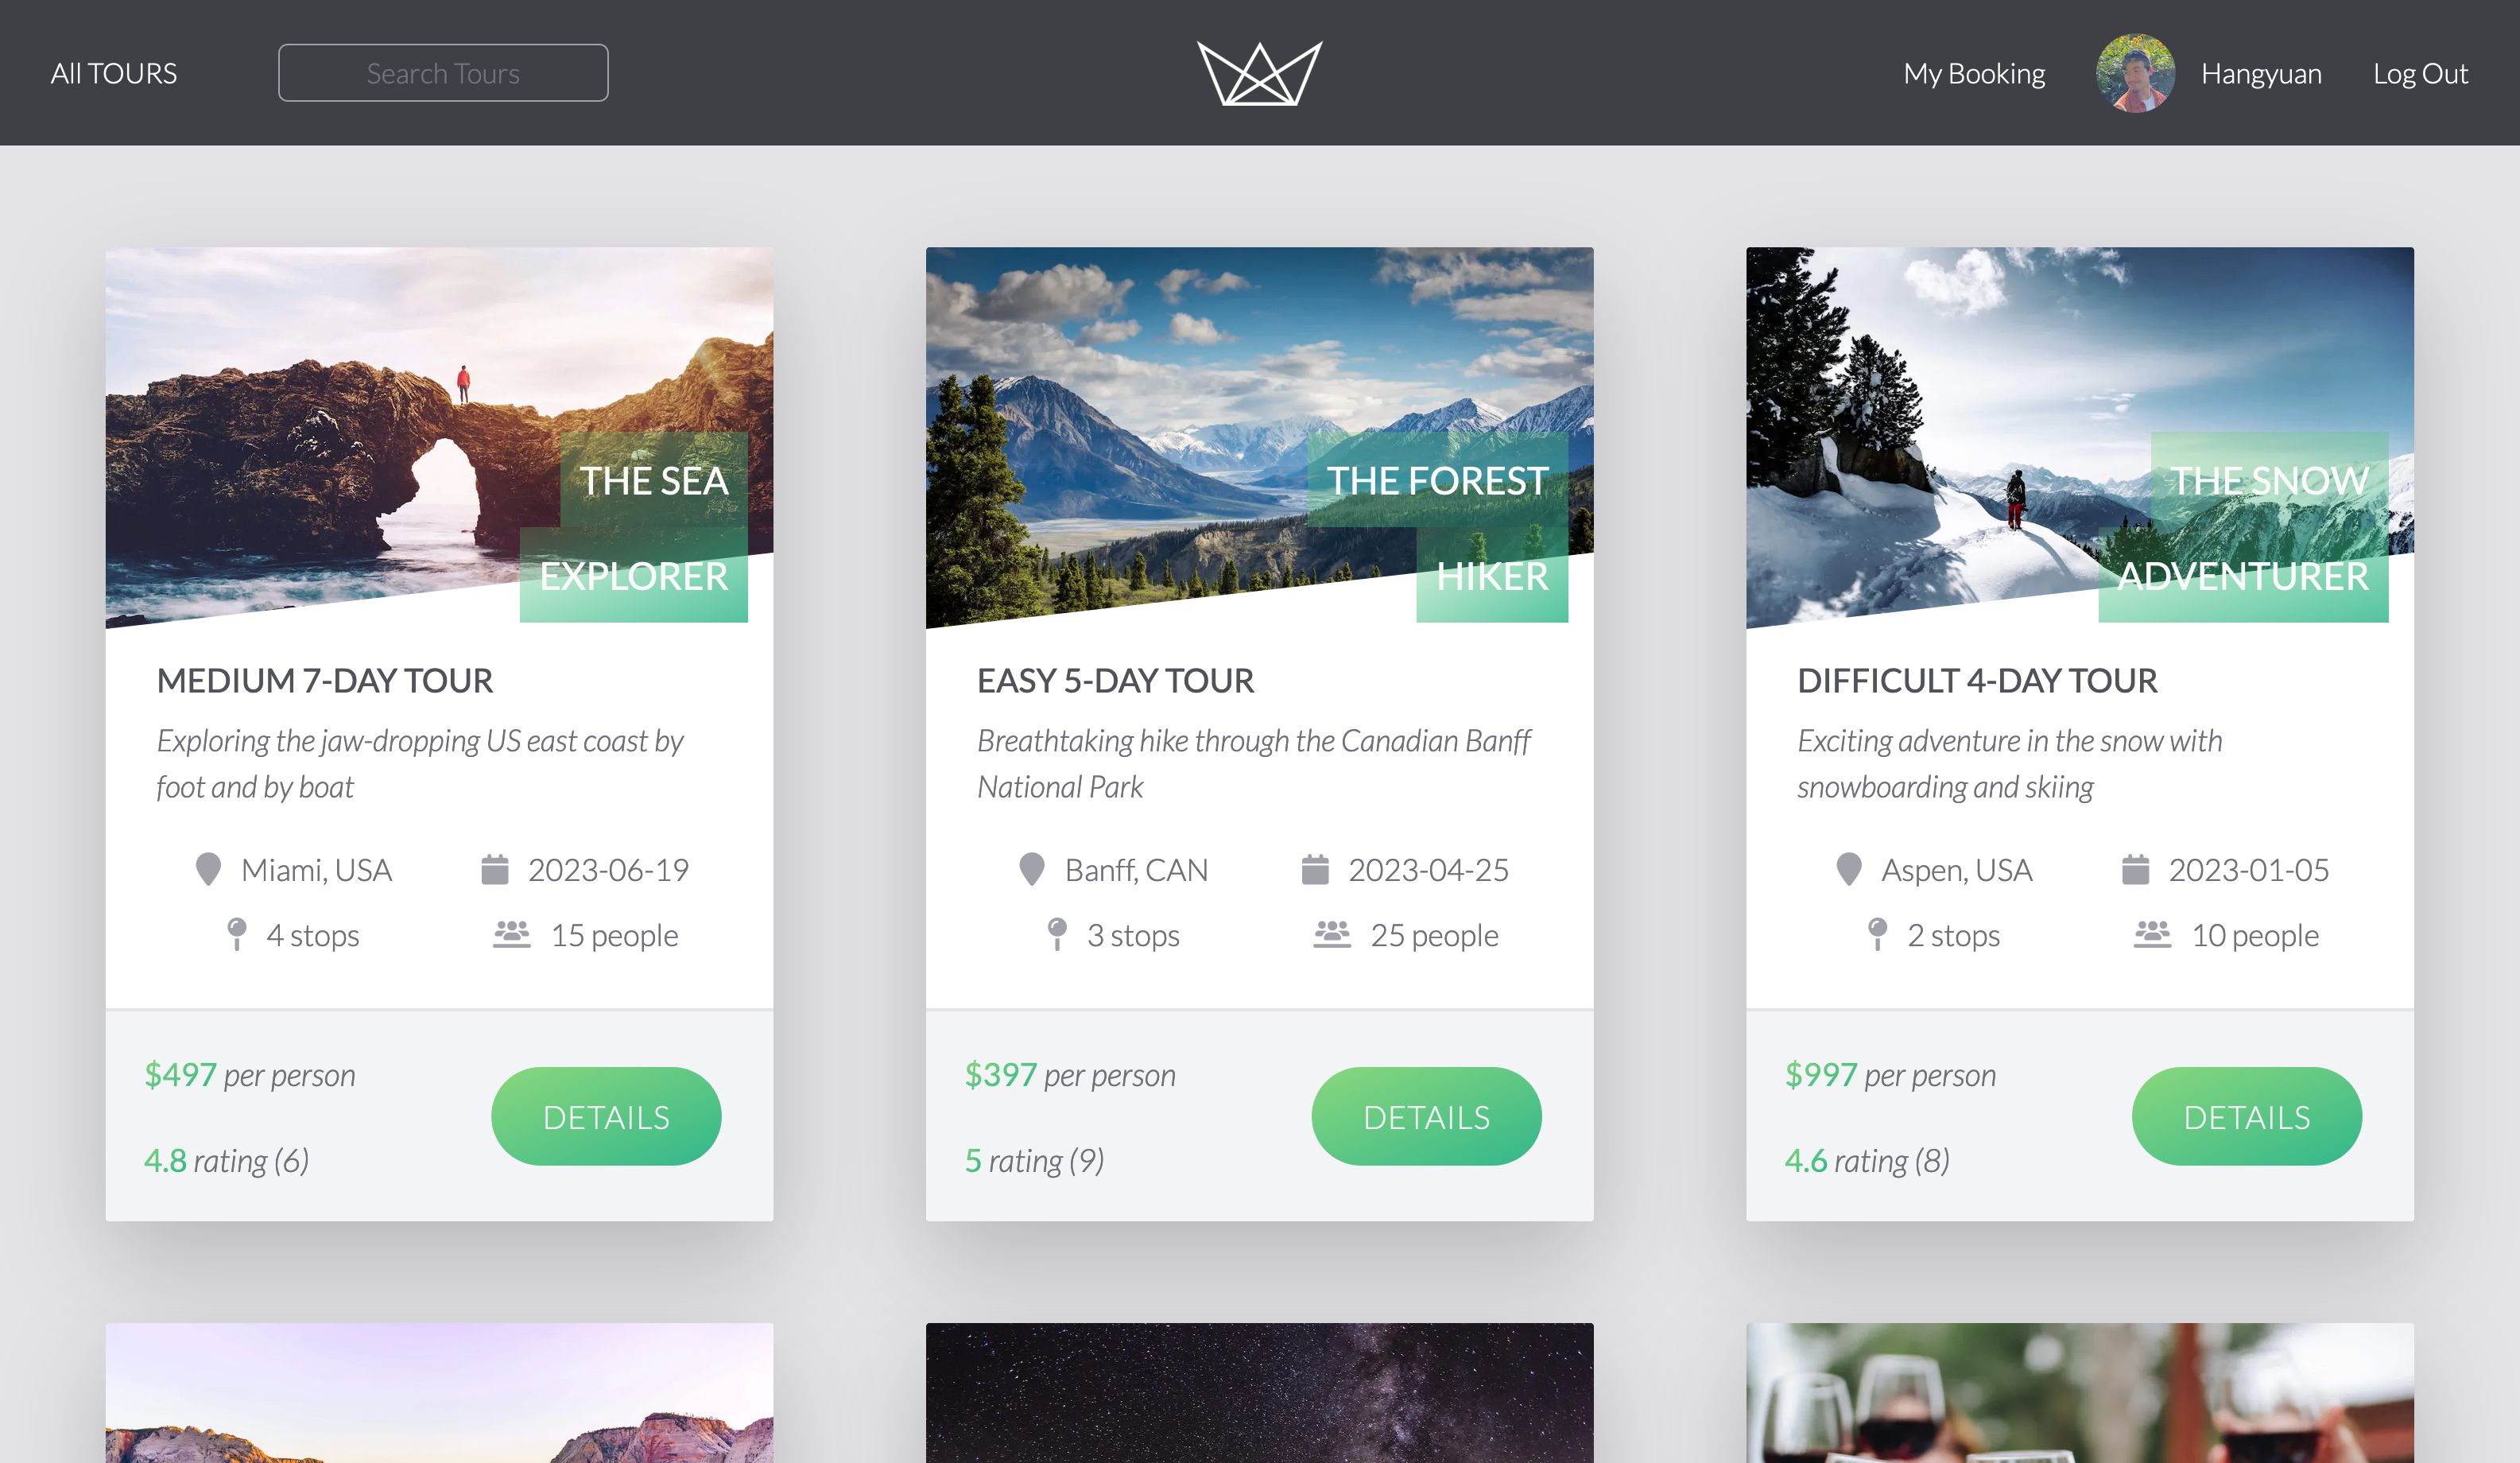 All TOURS
Search Tours
My Booking
Hangyuan
Log Out
THE SEA
EXPLORER
MEDIUM 7-DAY TOUR
Exploring the jaw-dropping US east coast by
foot and by boat
Miami, USA
2023-06-19
4 stops
15 people
$497 per person
4.8 rating (6)
DETAILS
THE FOREST
HIKER
EASY 5-DAY TOUR
Breathtaking hike through the Canadian Banff
National Park
Banff, CAN
2023-04-25
3 stops
25 people
$397 per person
5 rating (9)
DETAILS
THE SNOW
ADVENTURER
DIFFICULT 4-DAY TOUR
Exciting adventure in the snow with
snowboarding and skiing
Aspen, USA
2023-01-05
2 stops
10 people
$997 per person
4.6 rating (8)
DETAILS